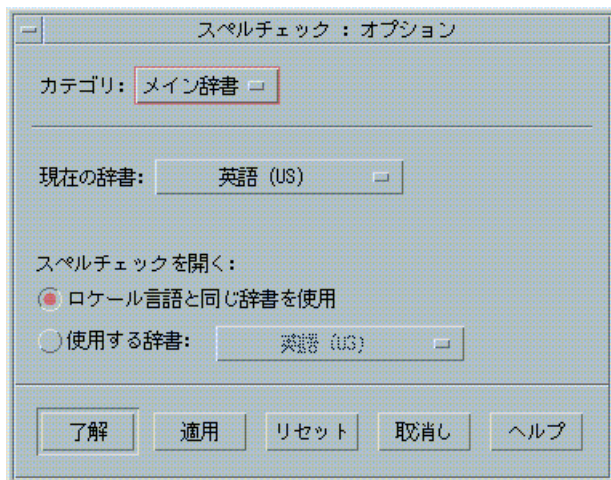 スペルチェック : オプション
カテゴリ: メイン辞書
現在の辞書: 英語 (US)
スペルチェックを開く:
ロケール言語と同じ辞書を使用
使用する辞書: 英語 (US)
了解 適用 リセット 取消し ヘルプ